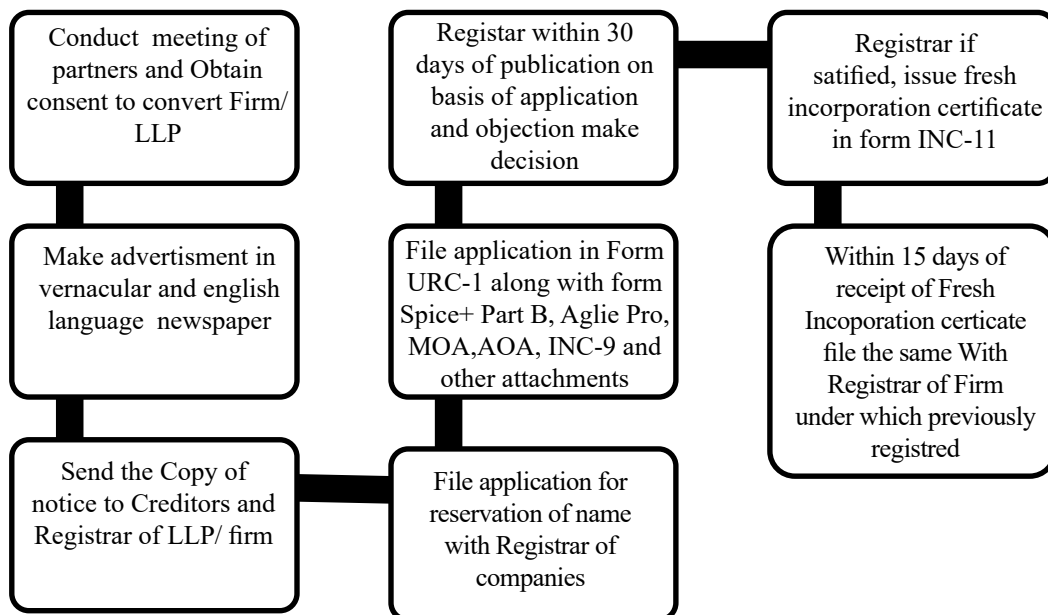 Conduct meeting of
partners and Obtain
consent to convert Firm/
LLP
Make advertisment in
vernacular and english
language newspaper
Send the Copy of
notice to Creditors and
Registrar of LLP/ firm
File application for
reservation of name
with Registrar of
companies
File application in Form
URC-1 along with form
Spice+ Part B, Aglie Pro,
MOA,AOA, INC-9 and
other attachments
Registar within 30
days of publication on
basis of application
and objection make
decision
Registrar if
satified, issue fresh
incorporation certificate
in form INC-11
Within 15 days of
receipt of Fresh
Incoporation certicate
file the same With
Registrar of Firm
under which previously
registred